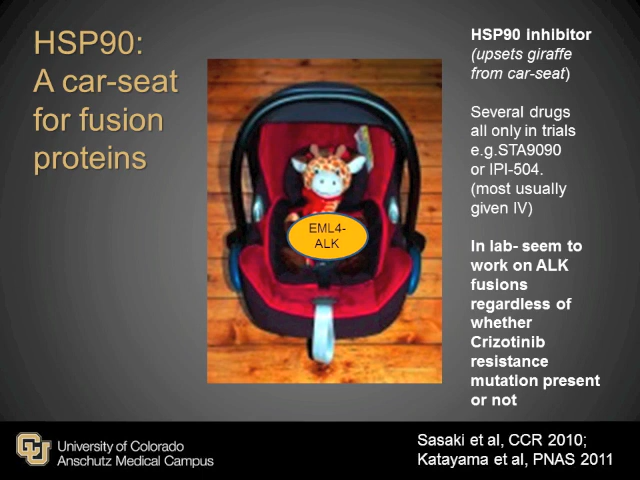 HSP90:
A car-seat
for fusion
proteins
EML4-
ALK
HSP90 inhibitor
(upsets giraffe
from car-seat)
Several drugs
all only in trials
e.g.STA9090
or IPI-504.
(most usually
given IV)
In lab- seem to
work on ALK
fusions
regardless of
whether
Crizotinib
resistance
mutation present
or not
CU
University of Colorado
Anschutz Medical Campus
Sasaki et al, CCR 2010;
Katayama et al, PNAS 2011